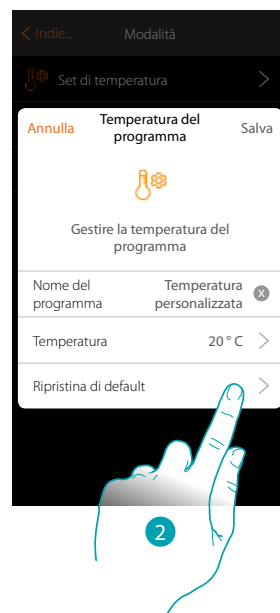 < Indie...
Modalità
Set di temperatura >
Annulla
Temperatura del
programma
Salva
Gestire la temperatura del
programma
Nome del
programma
Temperatura
personalizzata
x
Temperatura
20 ° C >
Ripristina di default >
2